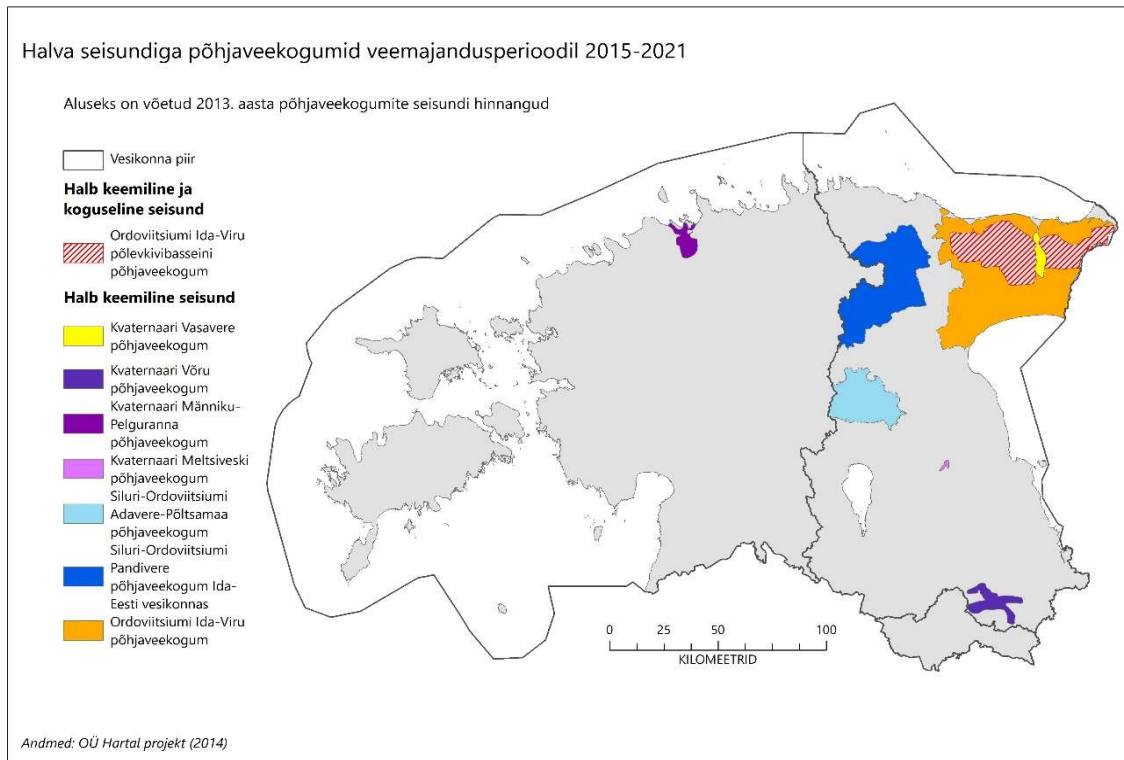 Halva seisundiga põhjaveekogumid veemajandusperioodil 2015-2021
Aluseks on võetud 2013. aasta põhjaveekogumite seisundi hinnangud
Vesikonna piir
Halb keemiline ja
koguseline seisund
Ordoviitsiumi Ida-Viru
põlevkivibasseini
põhjaveekogum
Halb keemiline seisund
Kvaternaari Vasavere
põhjaveekogum
Kvaternaari Võru
põhjaveekogum
Kvaternaari Männiku-
Pelguranna
põhjaveekogum
Kvaternaari Meltsiveski
põhjaveekogum
Siluri-Ordoviitsiumi
Adavere-Põltsamaa
põhjaveekogum
Siluri-Ordoviitsiumi
Pandivere
põhjaveekogum Ida-
Eesti vesikonnas
Ordoviitsiumi Ida-Viru
põhjaveekogum
0 25 50 100
KILOMEETRID
Andmed: OÜ Hartal projekt (2014)